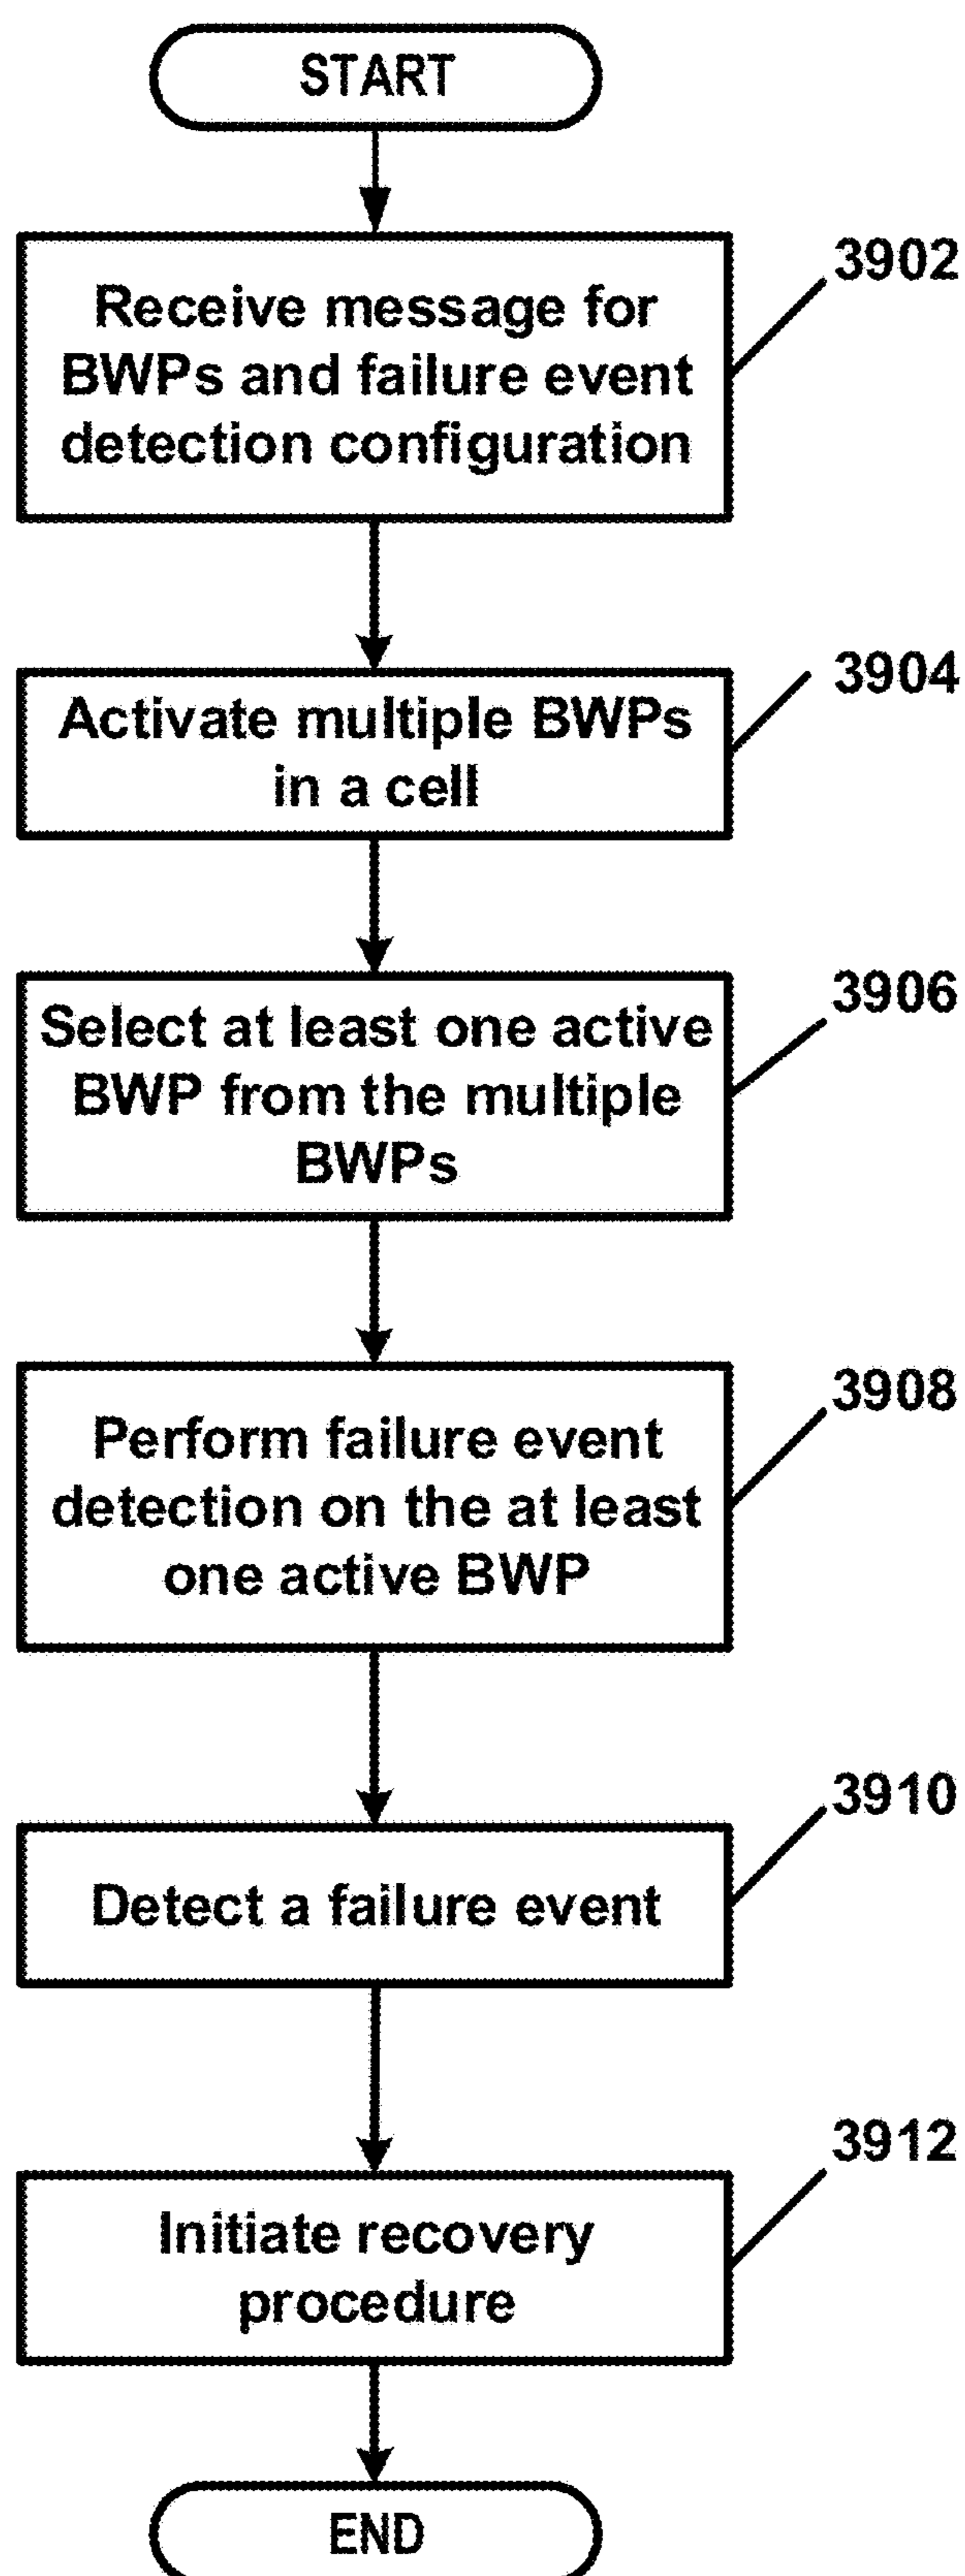 START
3902
Receive message for
BWPs and failure event
detection configuration
3904
Activate multiple BWPs
in a cell
3906
Select at least one active
BWP from the multiple
BWPs
3908
Perform failure event
detection on the at least
one active BWP
3910
Detect a failure event
3912
Initiate recovery
procedure
END